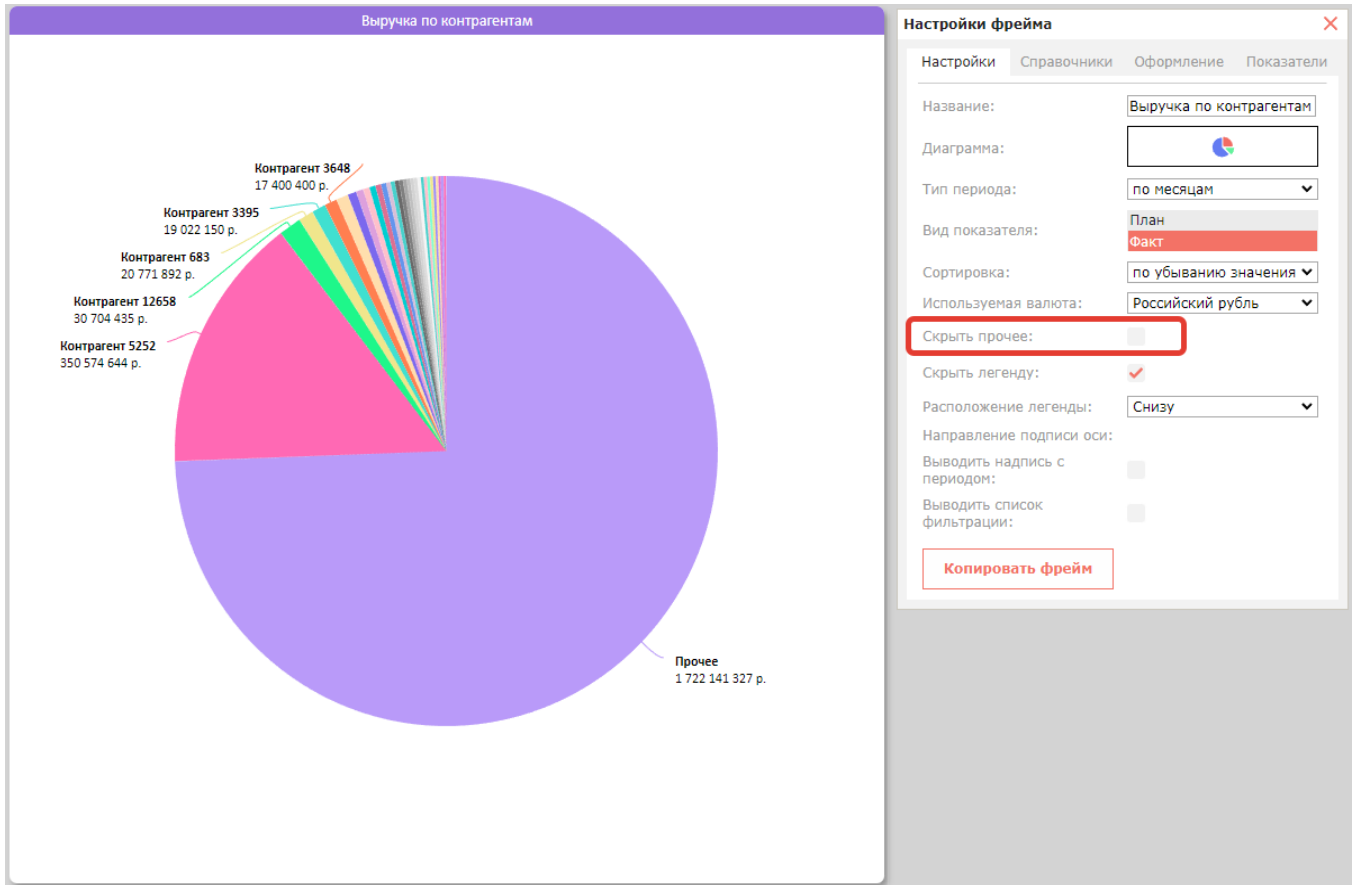 Выручка по контрагентам
Контрагент 3648
17 400 400 р.
Контрагент 3395
19 022 150 р.
Контрагент 683
20 771 892 р.
Контрагент 12658
30 704 435 р.
Контрагент 5252
350 574 644 р.
Прочее
1 722 141 327 р.
Настройки фрейма
Настройки Справочники Оформление Показатели
Название: Выручка по контрагентам
Диаграмма:
Тип периода: по месяцам
Вид показателя: План
Факт
Сортировка: по убыванию значения
Используемая валюта: Российский рубль
Скрыть прочее:
Скрыть легенду:
Расположение легенды: Снизу
Направление подписи оси:
Выводить надпись с
периодом:
Выводить список
фильтрации:
Копировать фрейм